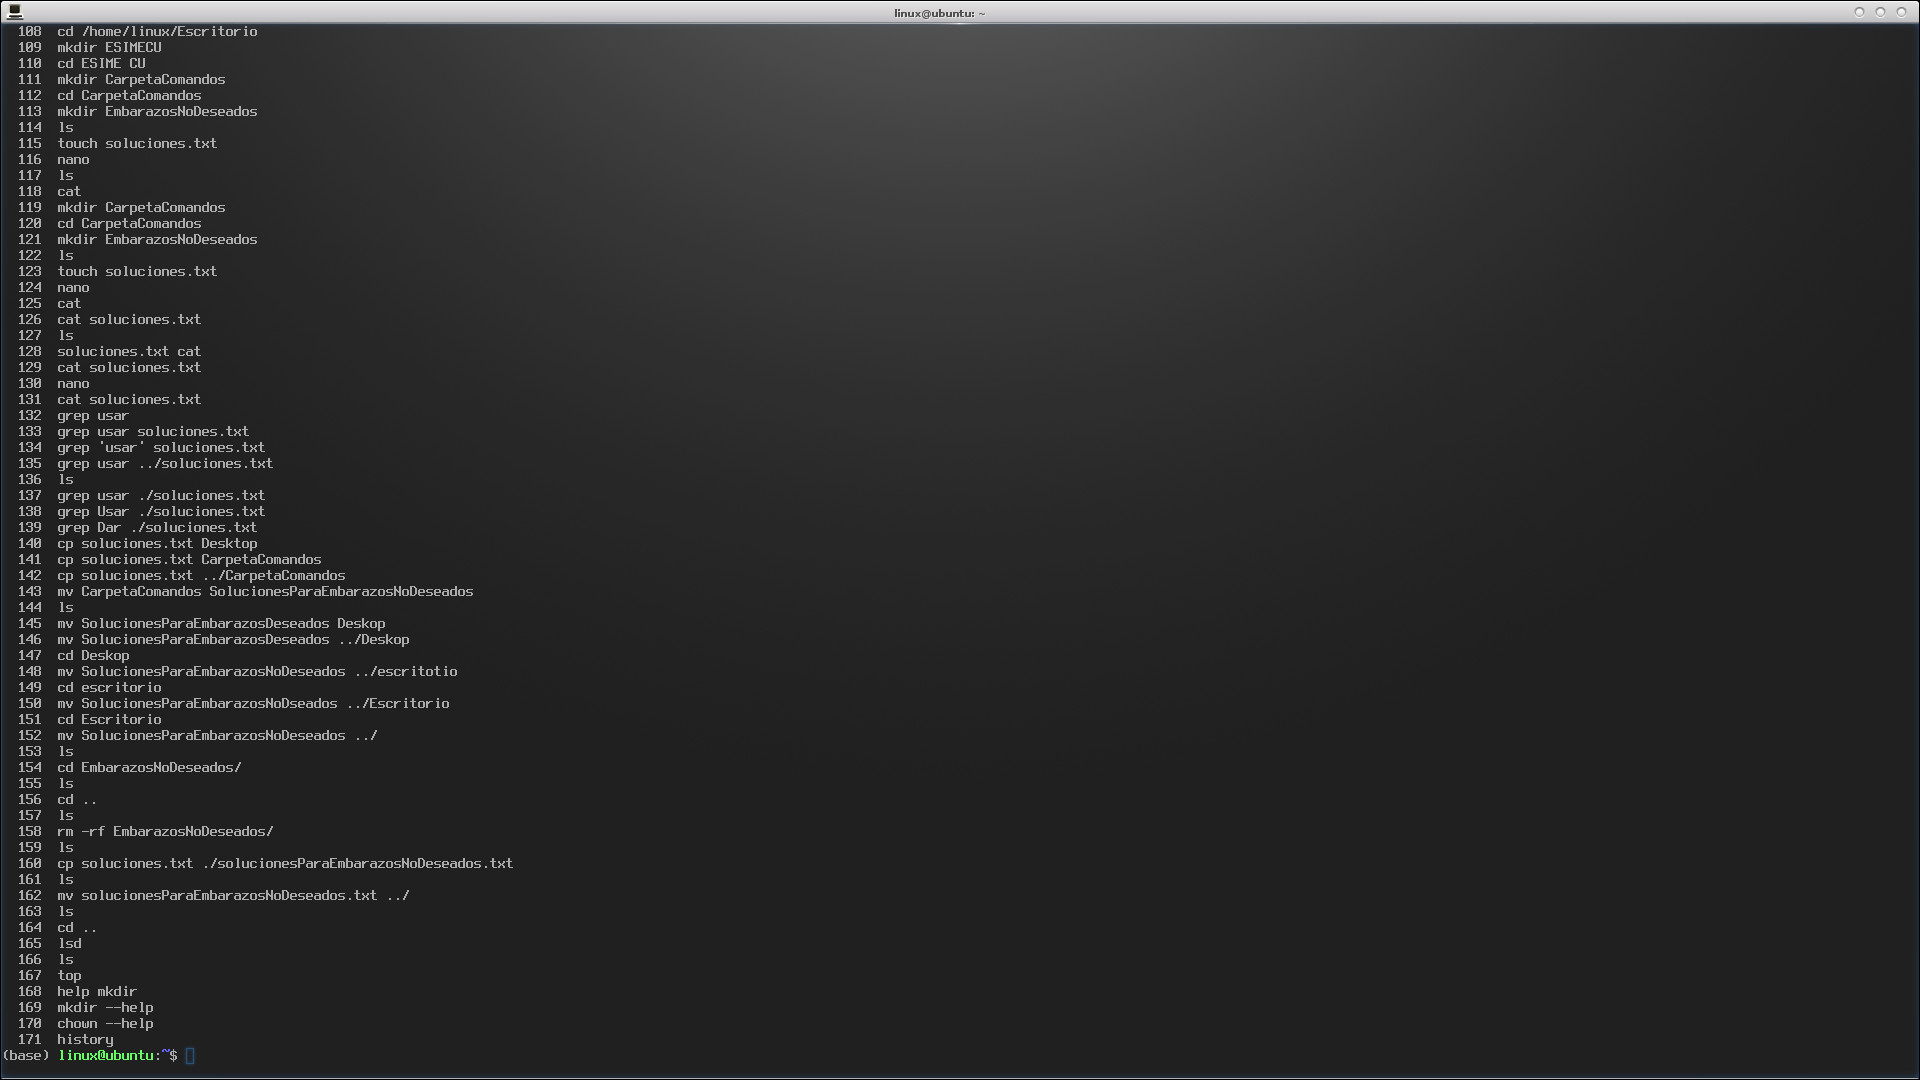 linux@ubuntu: ~
108 cd /home/linux/Escritorio
109 mkdir ESIMECU
110 cd ESIME CU
111 mkdir CarpetaComandos
112 cd CarpetaComandos
113 mkdir EmbarazosNoDeseados
114 ls
115 touch soluciones.txt
116 nano
117 ls
118 cat
119 mkdir CarpetaComandos
120 cd CarpetaComandos
121 mkdir EmbarazosNoDeseados
122 ls
123 touch soluciones.txt
124 nano
125 cat
126 cat soluciones.txt
127 ls
128 soluciones.txt cat
129 cat soluciones.txt
130 nano
131 cat soluciones.txt
132 grep usar
133 grep usar soluciones.txt
134 grep 'usar' soluciones.txt
135 grep usar ../soluciones.txt
136 ls
137 grep usar ./soluciones.txt
138 grep Usar ./soluciones.txt
139 grep Dar ./soluciones.txt
140 cp soluciones.txt Desktop
141 cp soluciones.txt CarpetaComandos
142 cp soluciones.txt ../CarpetaComandos
143 mv CarpetaComandos SolucionesParaEmbarazosNoDeseados
144 ls
145 mv SolucionesParaEmbarazosDeseados Deskop
146 mv SolucionesParaEmbarazosDeseados ../Deskop
147 cd Deskop
148 mv SolucionesParaEmbarazosNoDeseados ../escritotio
149 cd escritorio
150 mv SolucionesParaEmbarazosNoDseados ../Escritorio
151 cd Escritorio
152 mv SolucionesParaEmbarazosNoDeseados ../
153 ls
154 cd EmbarazosNoDeseados/
155 ls
156 cd ..
157 ls
158 rm -rf EmbarazosNoDeseados/
159 ls
160 cp soluciones.txt ./solucionesParaEmbarazosNoDeseados.txt
161 ls
162 mv solucionesParaEmbarazosNoDeseados.txt ../
163 ls
164 cd ..
165 lsd
166 ls
167 top
168 help mkdir
169 mkdir --help
170 chown --help
171 history
(base) linux@ubuntu:~$